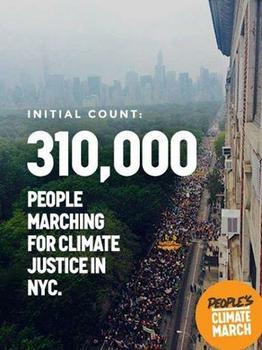 INITIAL COUNT:
310,000
PEOPLE
MARCHING
FOR CLIMATE
JUSTICE IN
NYC.
PEOPLE'S
CLIMATE
MARCH